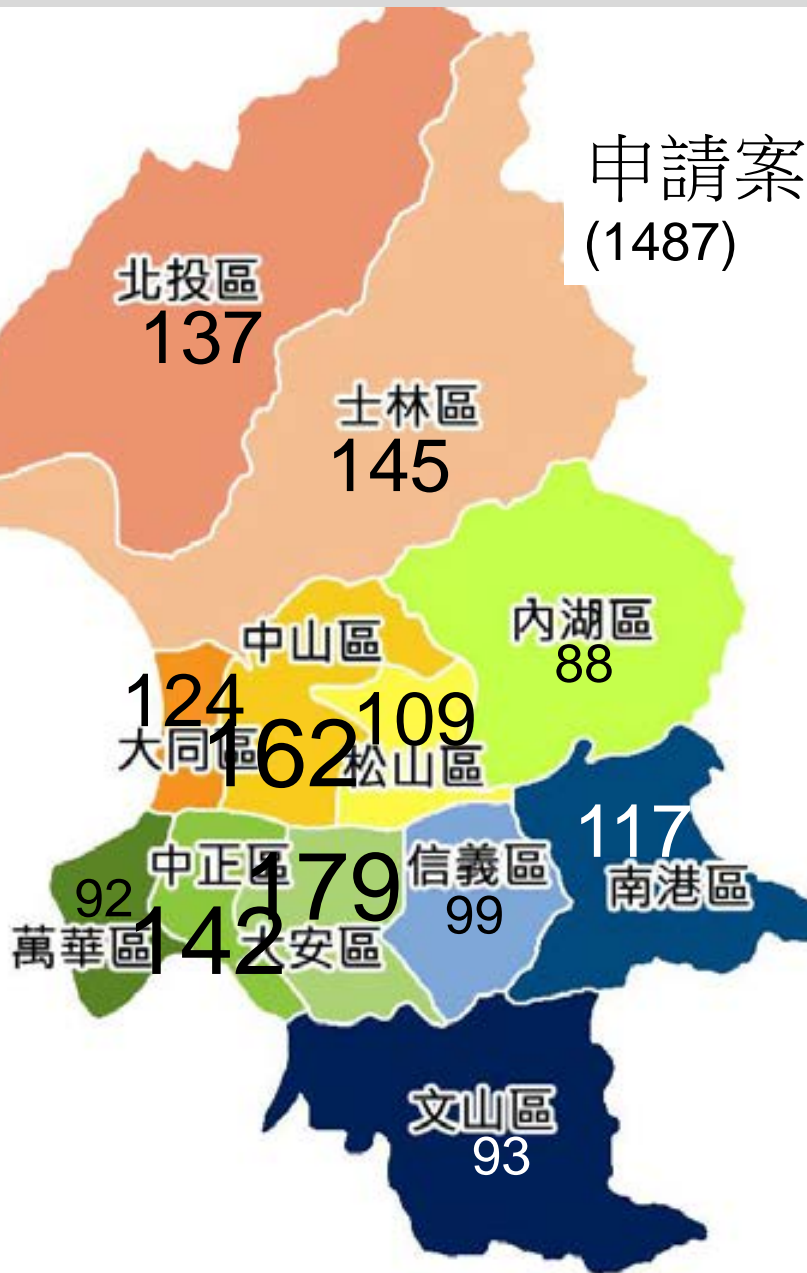 申請案
(1487)
北投區
137
士林區
145
中山區
162
內湖區
88
124
大同區
109
松山區
117
南港區
中正區
142
179
大安區
信義區
99
92
萬華區
文山區
93